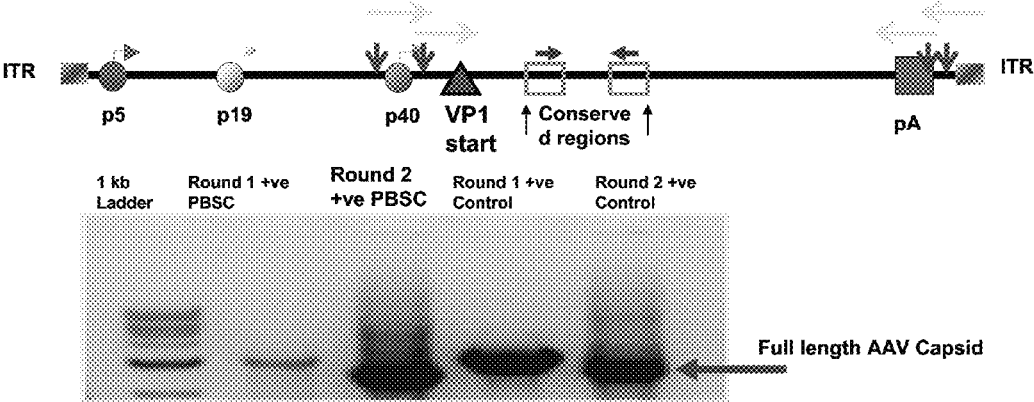 ITR
ITR
p5
p19
p40
VP1
start
Conserve
d regions
pA
1 kb
Ladder
Round 1 +ve
PBSC
Round 2
+ve PBSC
Round 1 +ve
Control
Round 2 +ve
Control
Full length AAV Capsid